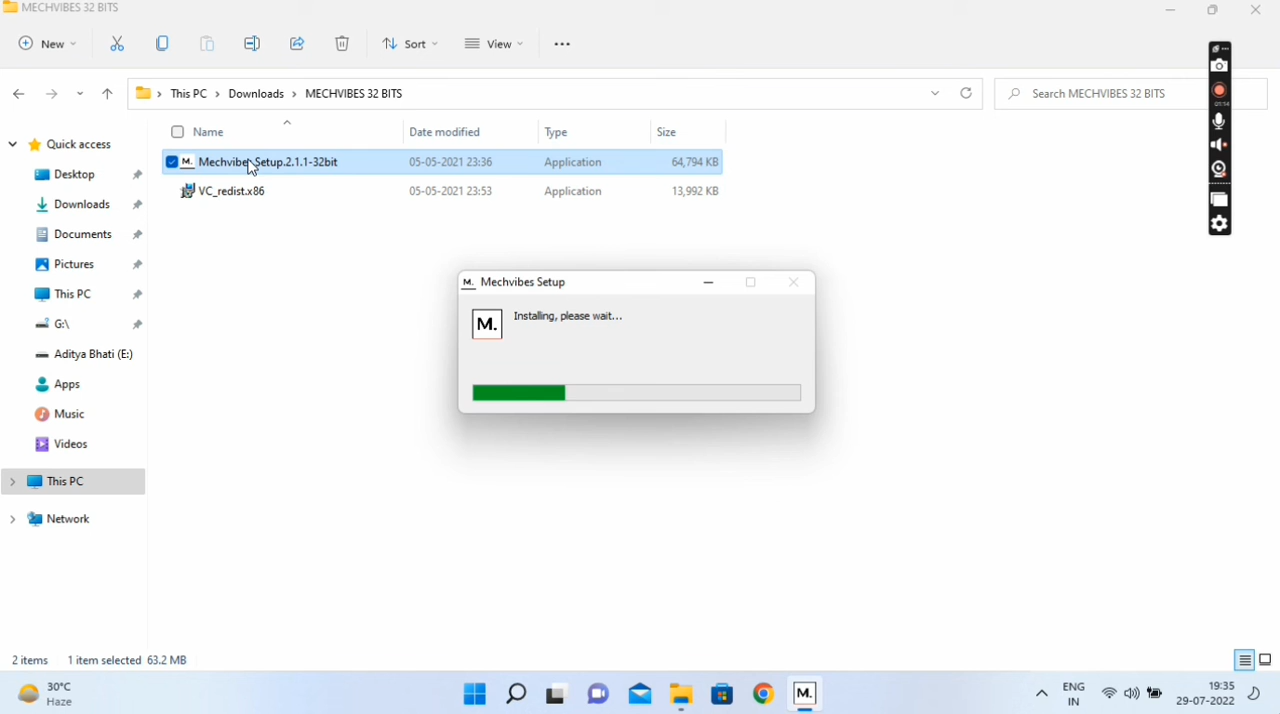 MECHVIBES 32 BITS
New
Sort
View
This PC > Downloads > MECHVIBES 32 BITS
Search MECHVIBES 32 BITS
01:14
Name Date modified Type Size
Quick access
M. Mechvibes Setup.2.1.1-32bit 05-05-2021 23:36 Application 64,794 KB
Desktop
VC_redist.x86 05-05-2021 23:53 Application 13,992 KB
Downloads
Documents
Pictures
This PC
G:\
Aditya Bhati (E:)
Apps
Music
Videos
This PC
Network
M. Mechvibes Setup
M.
Installing, please wait...
2 items 1 item selected 63.2 MB
30°C
Haze
M.
ENG
IN
19:35
29-07-2022